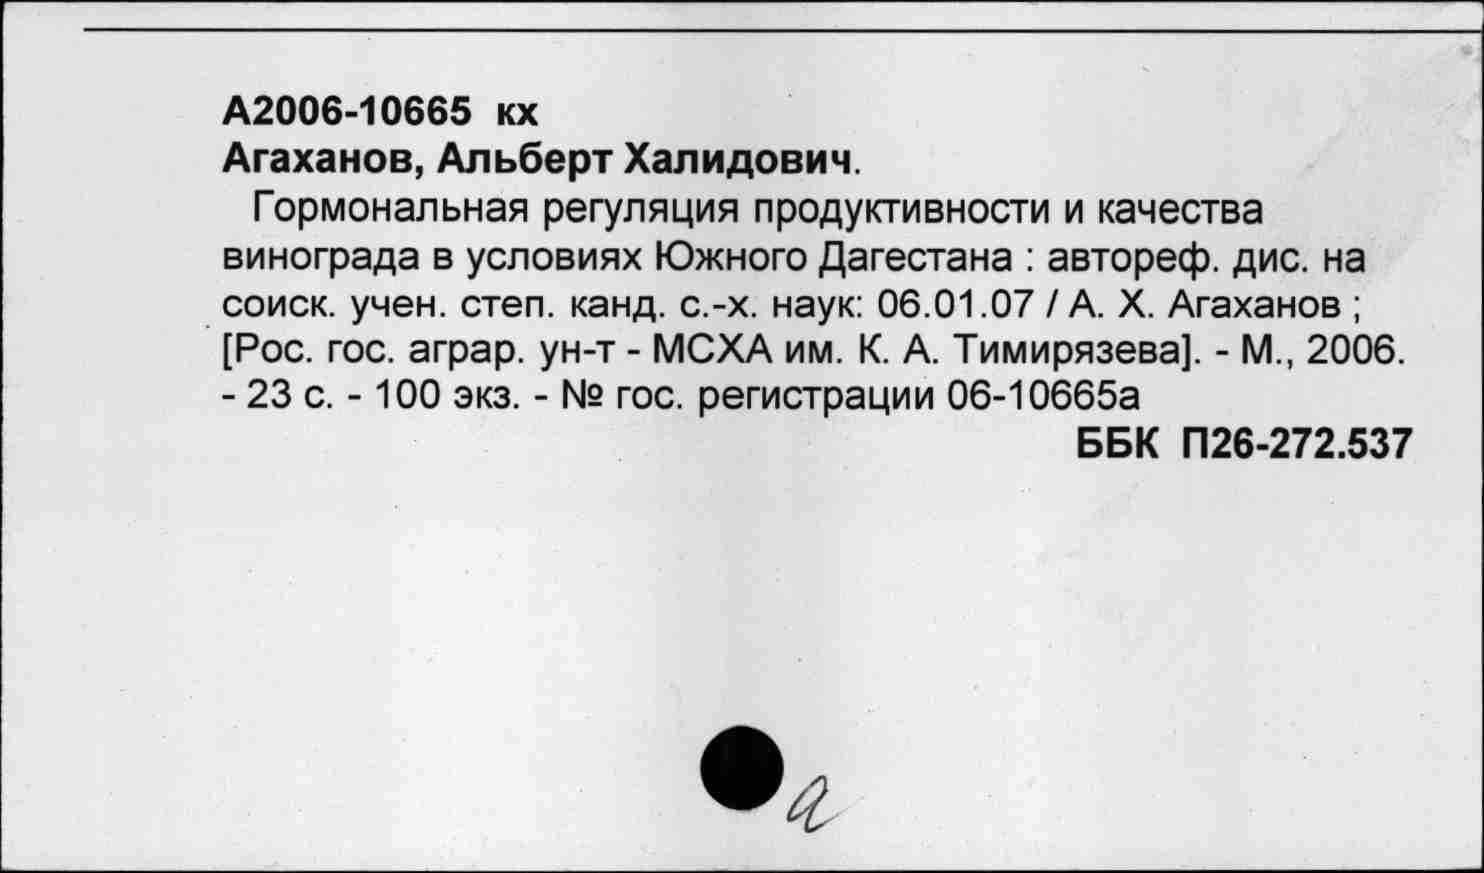 А2006-10665 кх
Агаханов, Альберт Халидович.
Гормональная регуляция продуктивности и качества
винограда в условиях Южного Дагестана : автореф. дис. на
соиск. учен. степ. канд. с.-х. наук: 06.01.07 / А. Х. Агаханов ;
[Рос. гос. аграр. ун-т - МСХА им. К. А. Тимирязева]. - М., 2006.
- 23 с. - 100 экз. - № гос. регистрации 06-10665а
ББК П26-272.537
а